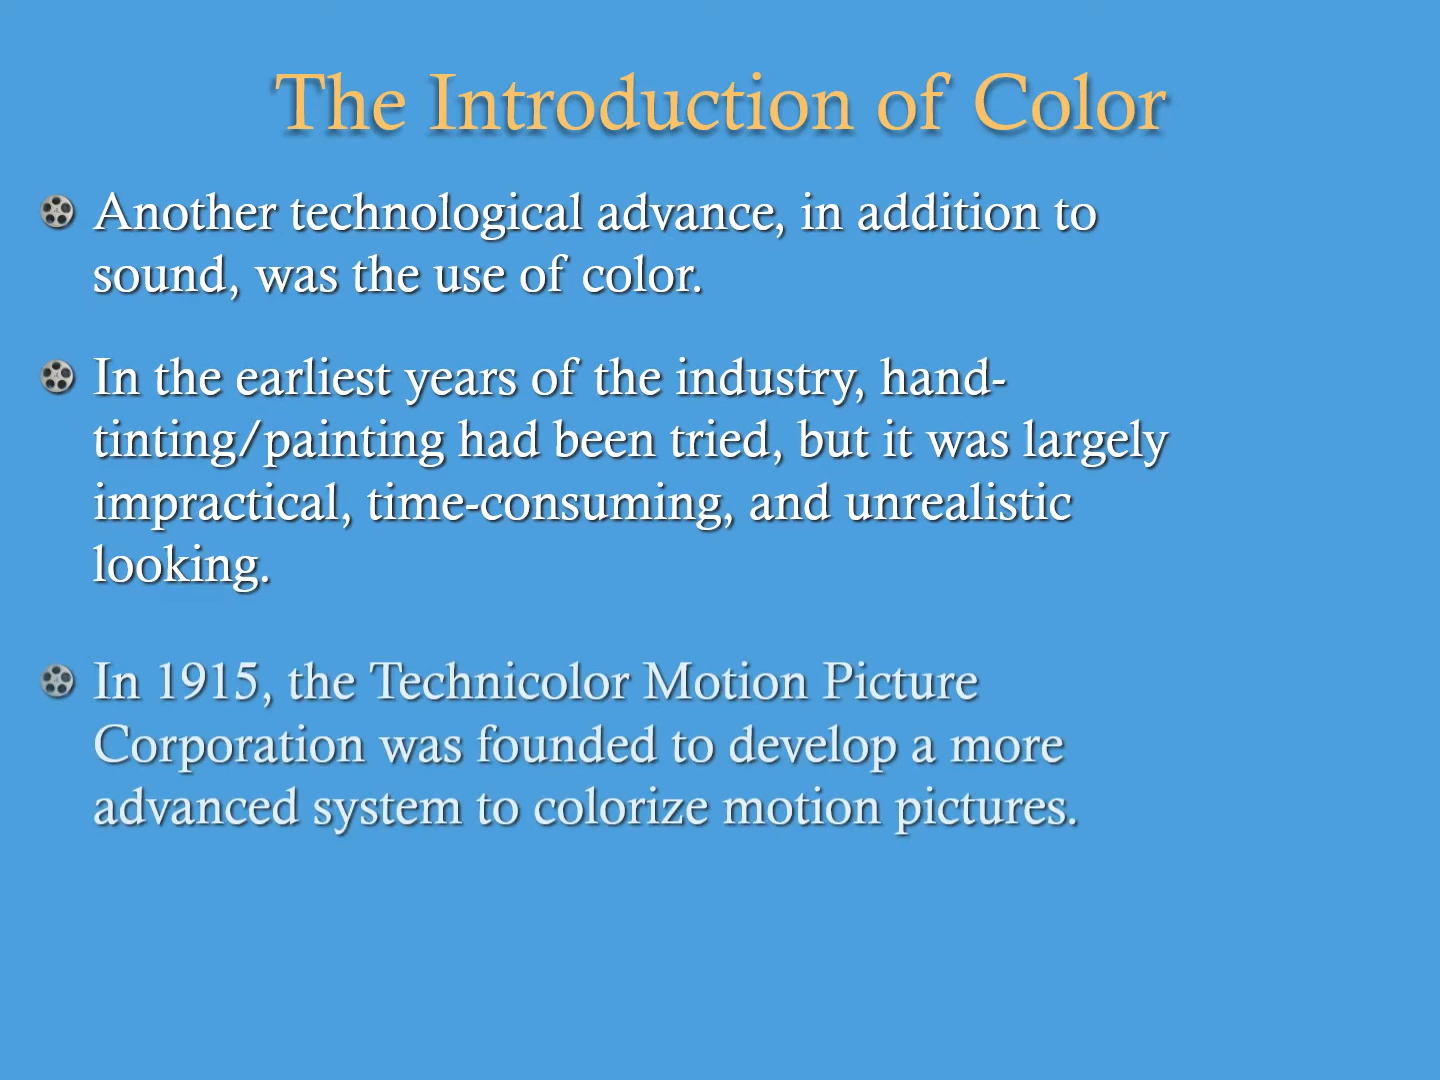 The Introduction of Color
Another technological advance, in addition to
sound, was the use of color.
In the earliest years of the industry, hand-
tinting/painting had been tried, but it was largely
impractical, time-consuming, and unrealistic
looking.
In 1915, the Technicolor Motion Picture
Corporation was founded to develop a more
advanced system to colorize motion pictures.